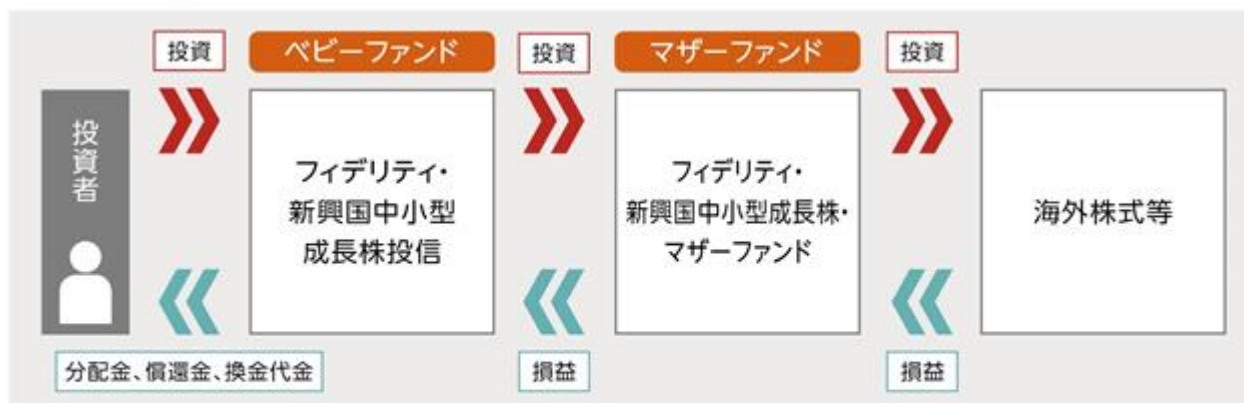 投資
ベビーファンド
投資
マザーファンド
投資
投資者
フィデリティ・
新興国中小型
成長株投信
フィデリティ・
新興国中小型成長株・
マザーファンド
海外株式等
分配金、償還金、換金代金
損益
損益